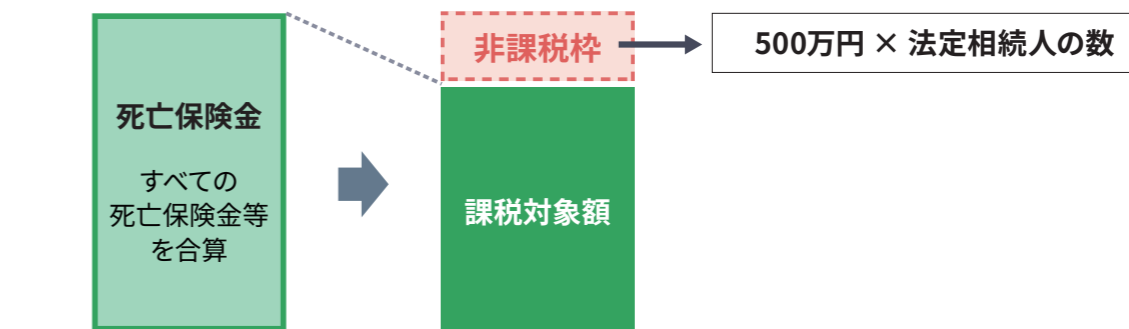 死亡保険金
すべての
死亡保険金等
を合算
非課税枠
課税対象額
500万円 × 法定相続人の数